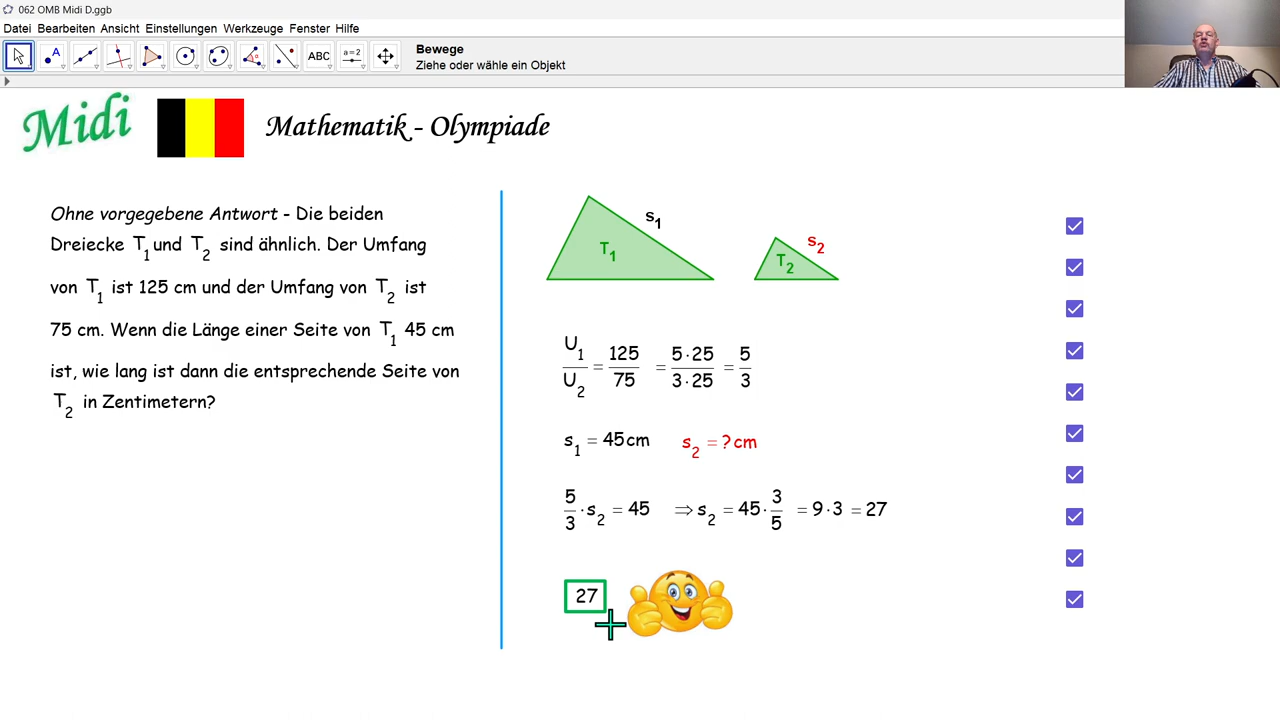 062 OMB Midi D.ggb
Datei Bearbeiten Ansicht Einstellungen Werkzeuge Fenster Hilfe
A
ABC
a=2
Bewege
Ziehe oder wähle ein Objekt
Midi
Mathematik - Olympiade
Ohne vorgegebene Antwort - Die beiden
Dreiecke T₁ und T₂ sind ähnlich. Der Umfang
von T₁ ist 125 cm und der Umfang von T₂ ist
75 cm. Wenn die Länge einer Seite von T₁ 45 cm
ist, wie lang ist dann die entsprechende Seite von
T₂ in Zentimetern?
s₁
T₁
s₂
T₂
U₁/U₂ = 125/75 = 5·25/3·25 = 5/3
s₁ = 45cm s₂ = ?cm
5/3 · s₂ = 45 ⇒ s₂ = 45 · 3/5 = 9·3 = 27
27